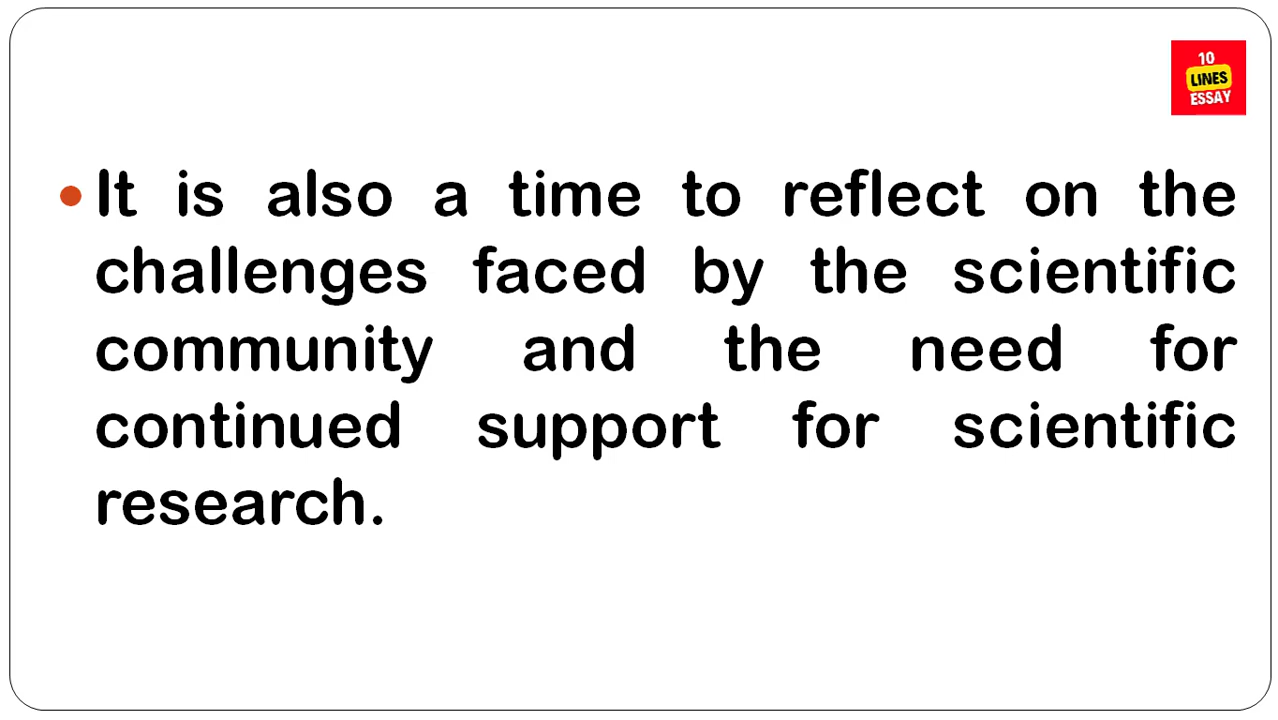 10
LINES
ESSAY
• It is also a time to reflect on the
challenges faced by the scientific
community and the need for
continued support for scientific
research.